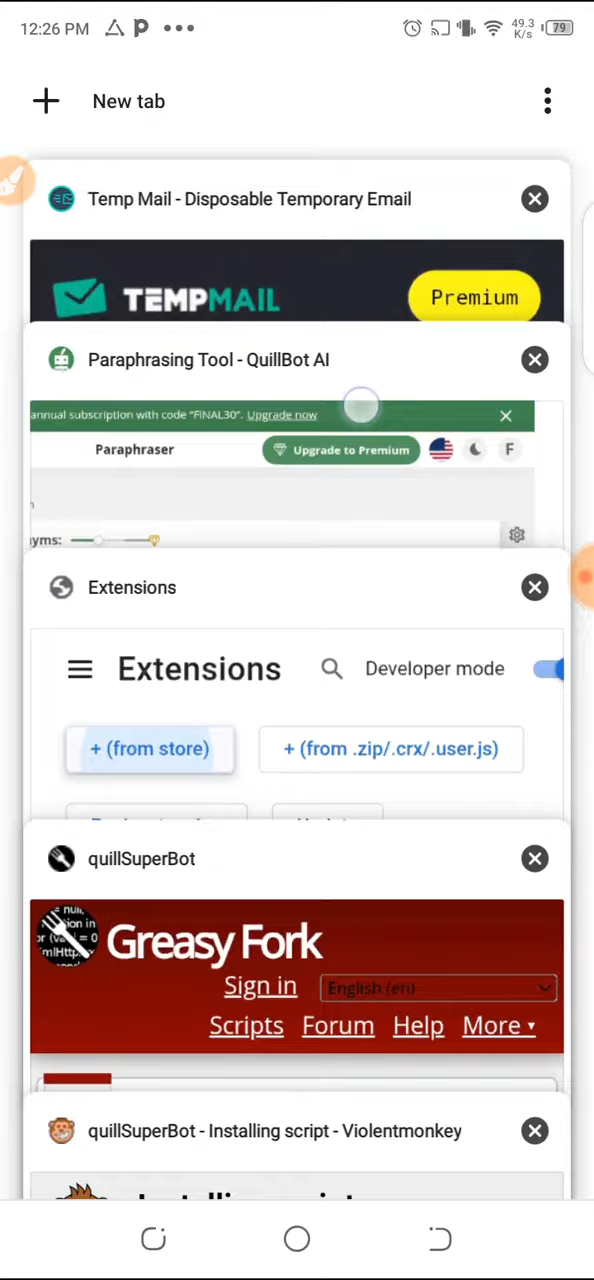 12:26 PM
49.3
K/s
79
New tab
Temp Mail - Disposable Temporary Email
TEMPMAIL
Premium
Paraphrasing Tool - QuillBot AI
annual subscription with code "FINAL30". Upgrade now
Paraphraser
Upgrade to Premium
F
yms:
Extensions
Extensions
Developer mode
+ (from store)
+ (from .zip/.crx/.user.js)
quillSuperBot
Greasy Fork
Sign in
English (en)
Scripts
Forum
Help
More
quillSuperBot - Installing script - Violentmonkey